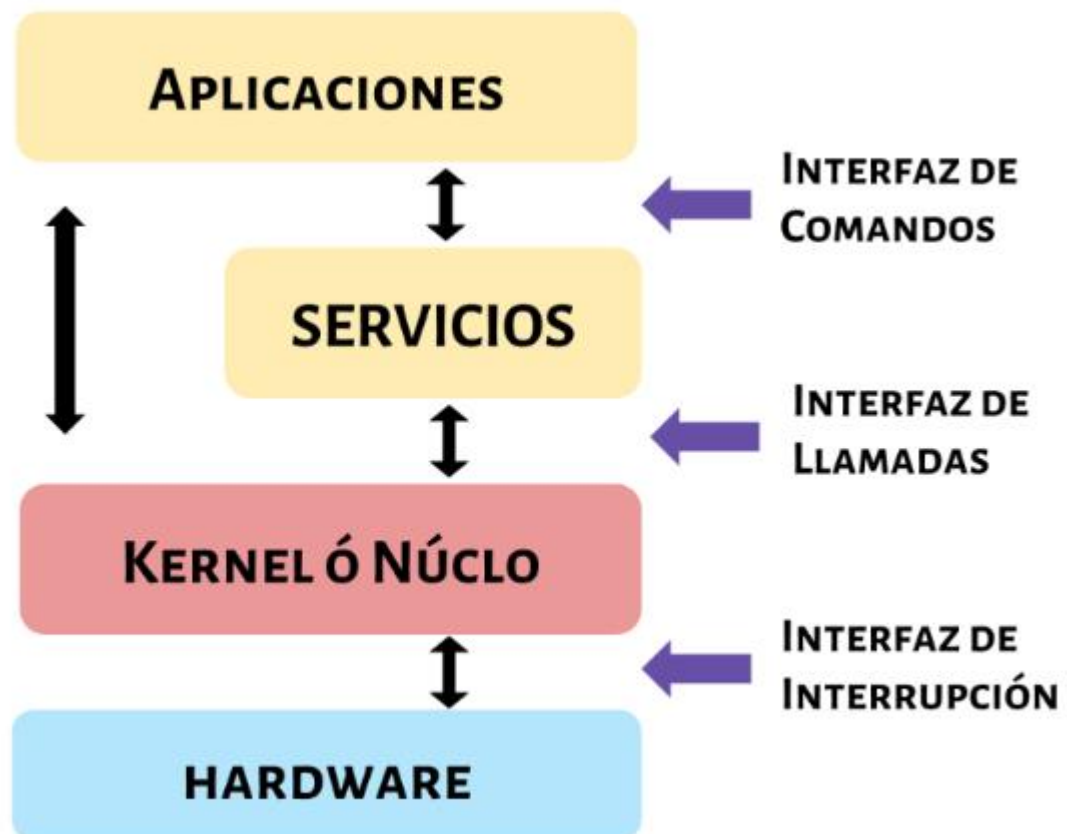 APLICACIONES
INTERFAZ DE
COMANDOS
SERVICIOS
INTERFAZ DE
LLAMADAS
KERNEL Ó NÚCLO
INTERFAZ DE
INTERRUPCIÓN
HARDWARE